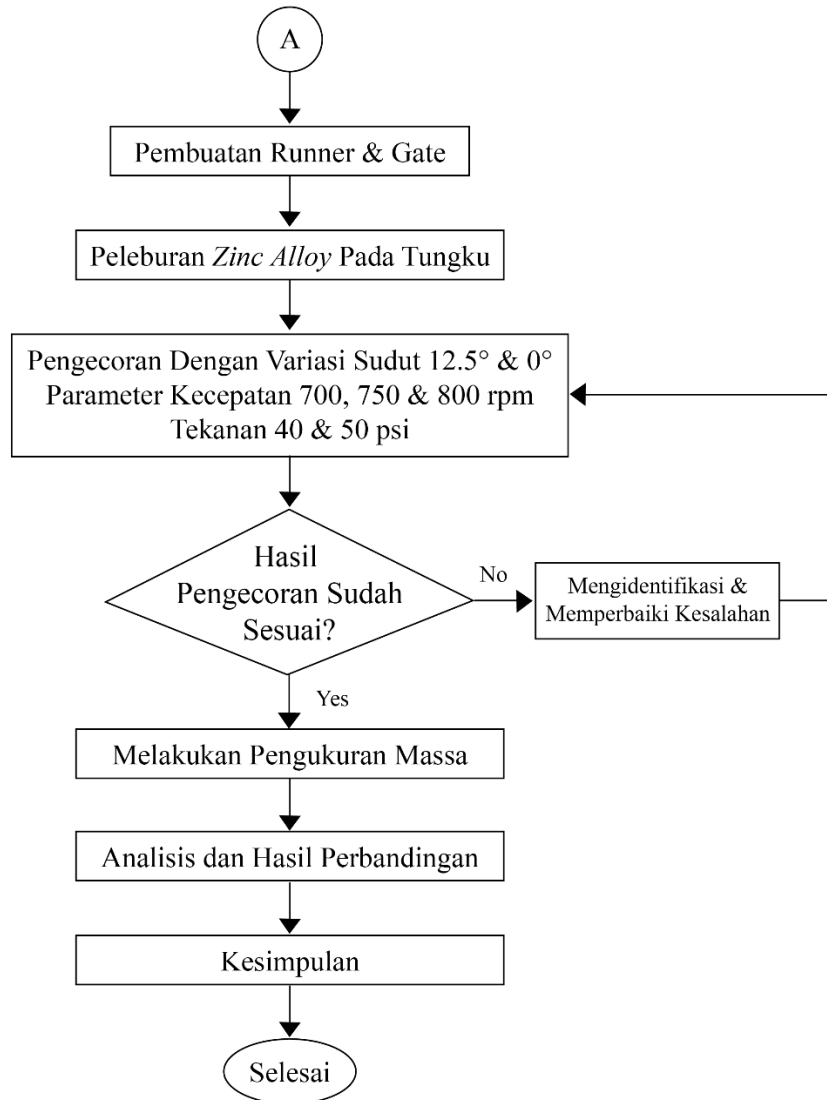 A
Pembuatan Runner & Gate
Peleburan Zinc Alloy Pada Tungku
Pengecoran Dengan Variasi Sudut 12.5° & 0°
Parameter Kecepatan 700, 750 & 800 rpm
Tekanan 40 & 50 psi
Hasil
Pengecoran Sudah
Sesuai?
No
Mengidentifikasi &
Memperbaiki Kesalahan
Yes
Melakukan Pengukuran Massa
Analisis dan Hasil Perbandingan
Kesimpulan
Selesai